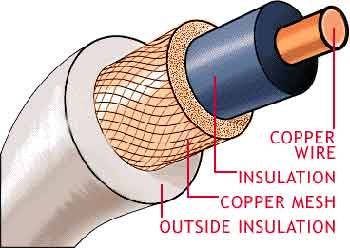 COPPER
WIRE
INSULATION
COPPER MESH
OUTSIDE INSULATION